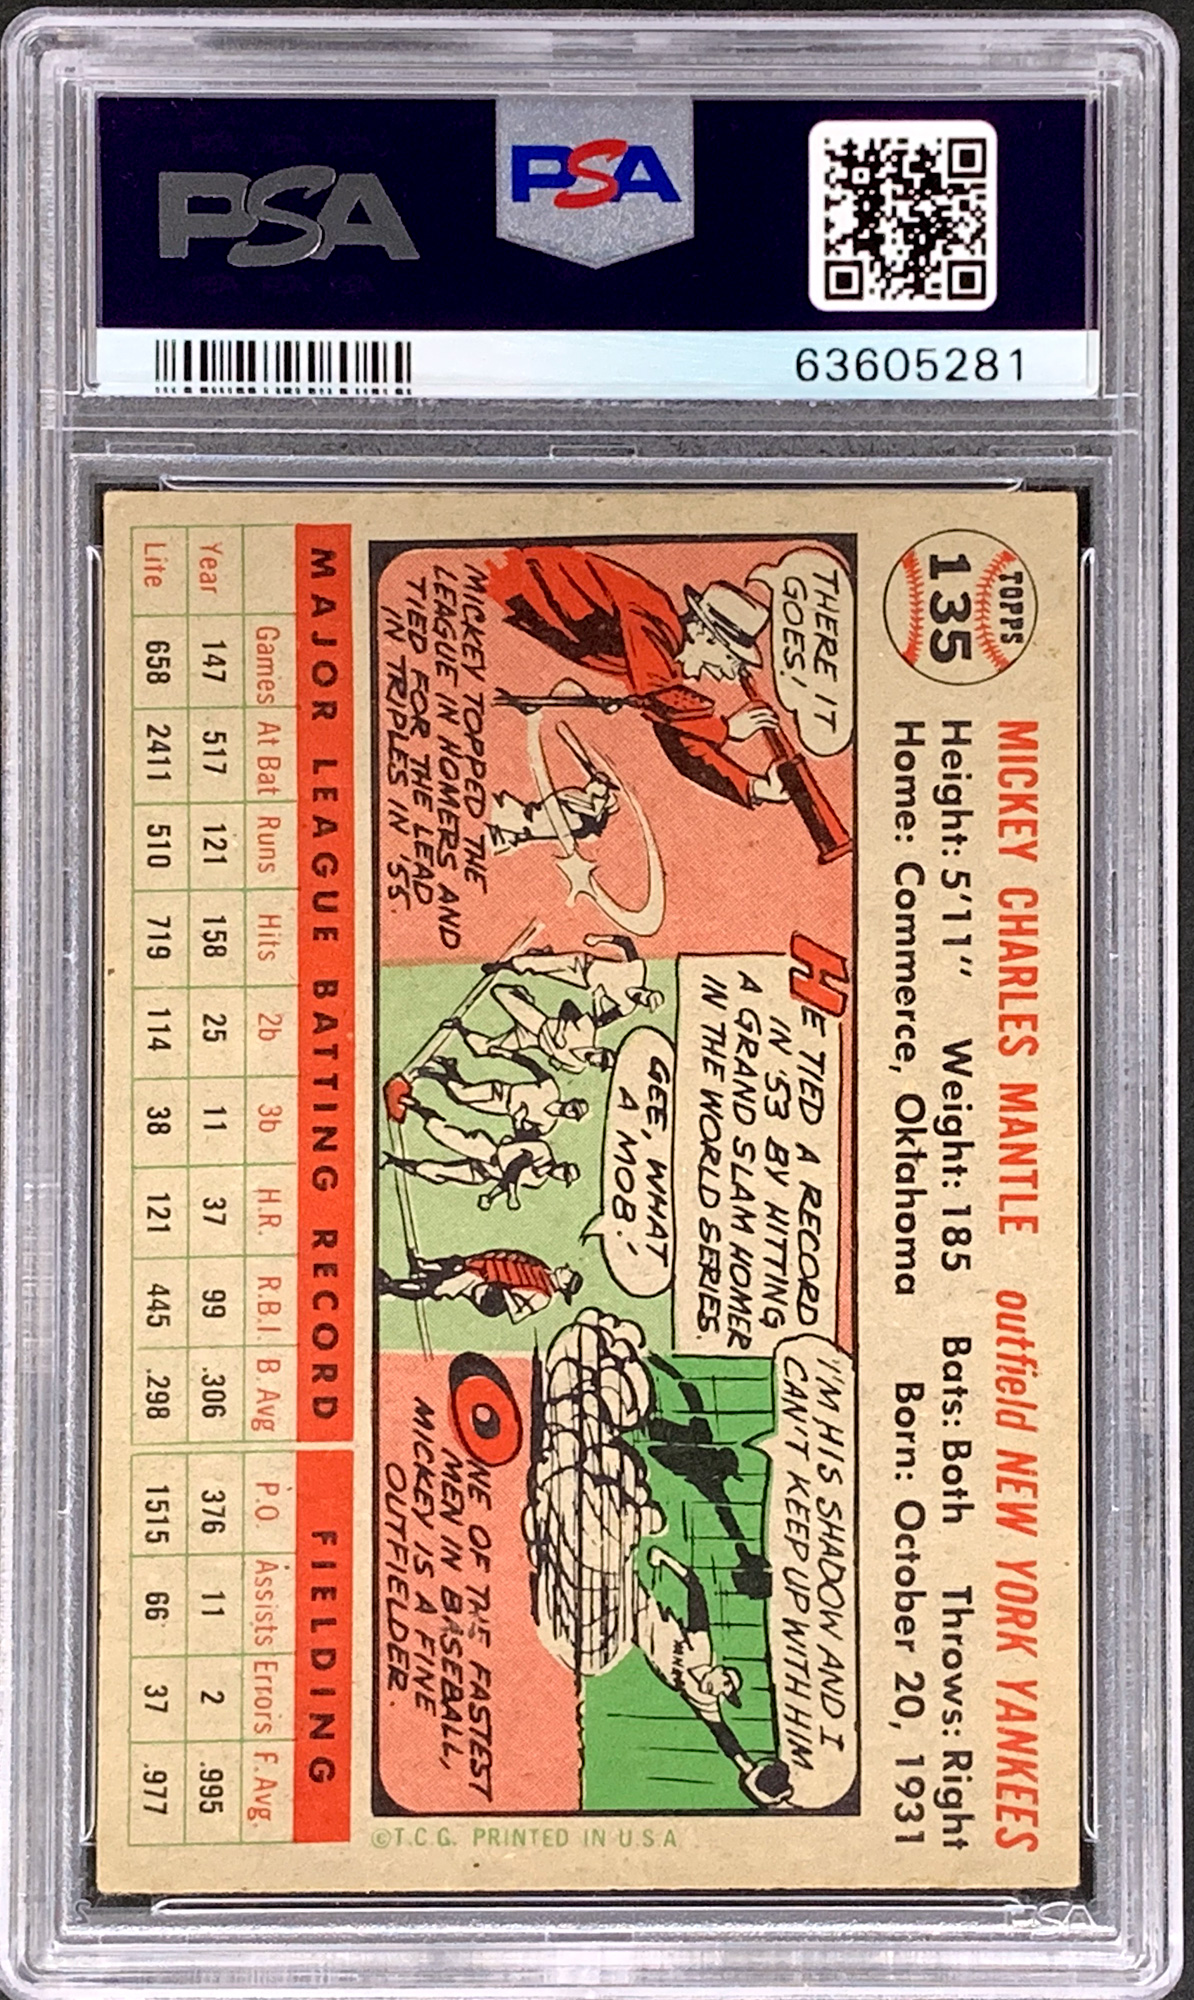 PSA
PSA
63605281
TOPPS
135
MICKEY CHARLES MANTLE outfield NEW YORK YANKEES
Height: 5'11" Weight: 185 Bats: Both Throws: Right
Home: Commerce, Oklahoma Born: October 20, 1931
THERE IT
GOES!
MICKEY TOPPED THE
LEAGUE IN HOMERS AND
TIED FOR THE LEAD
IN TRIPLES IN '55.
HE TIED A RECORD
IN '53 BY HITTING
A GRAND SLAM HOMER
IN THE WORLD SERIES.
GEE, WHAT
A MOB!
I'M HIS SHADOW AND I
CAN'T KEEP UP WITH HIM
ONE OF THE FASTEST
MEN IN BASEBALL,
MICKEY IS A FINE
OUTFIELDER.
©T.C.G. PRINTED IN U.S.A
MAJOR LEAGUE BATTING RECORD FIELDING
Games At Bat Runs Hits 2b 3b H.R. R.B.I. B.Avg P.O. Assists Errors F.Avg.
Year 147 517 121 158 25 11 37 99 .306 376 11 2 .995
Life 658 2411 510 719 114 38 121 445 .298 1515 66 37 .977
PSA